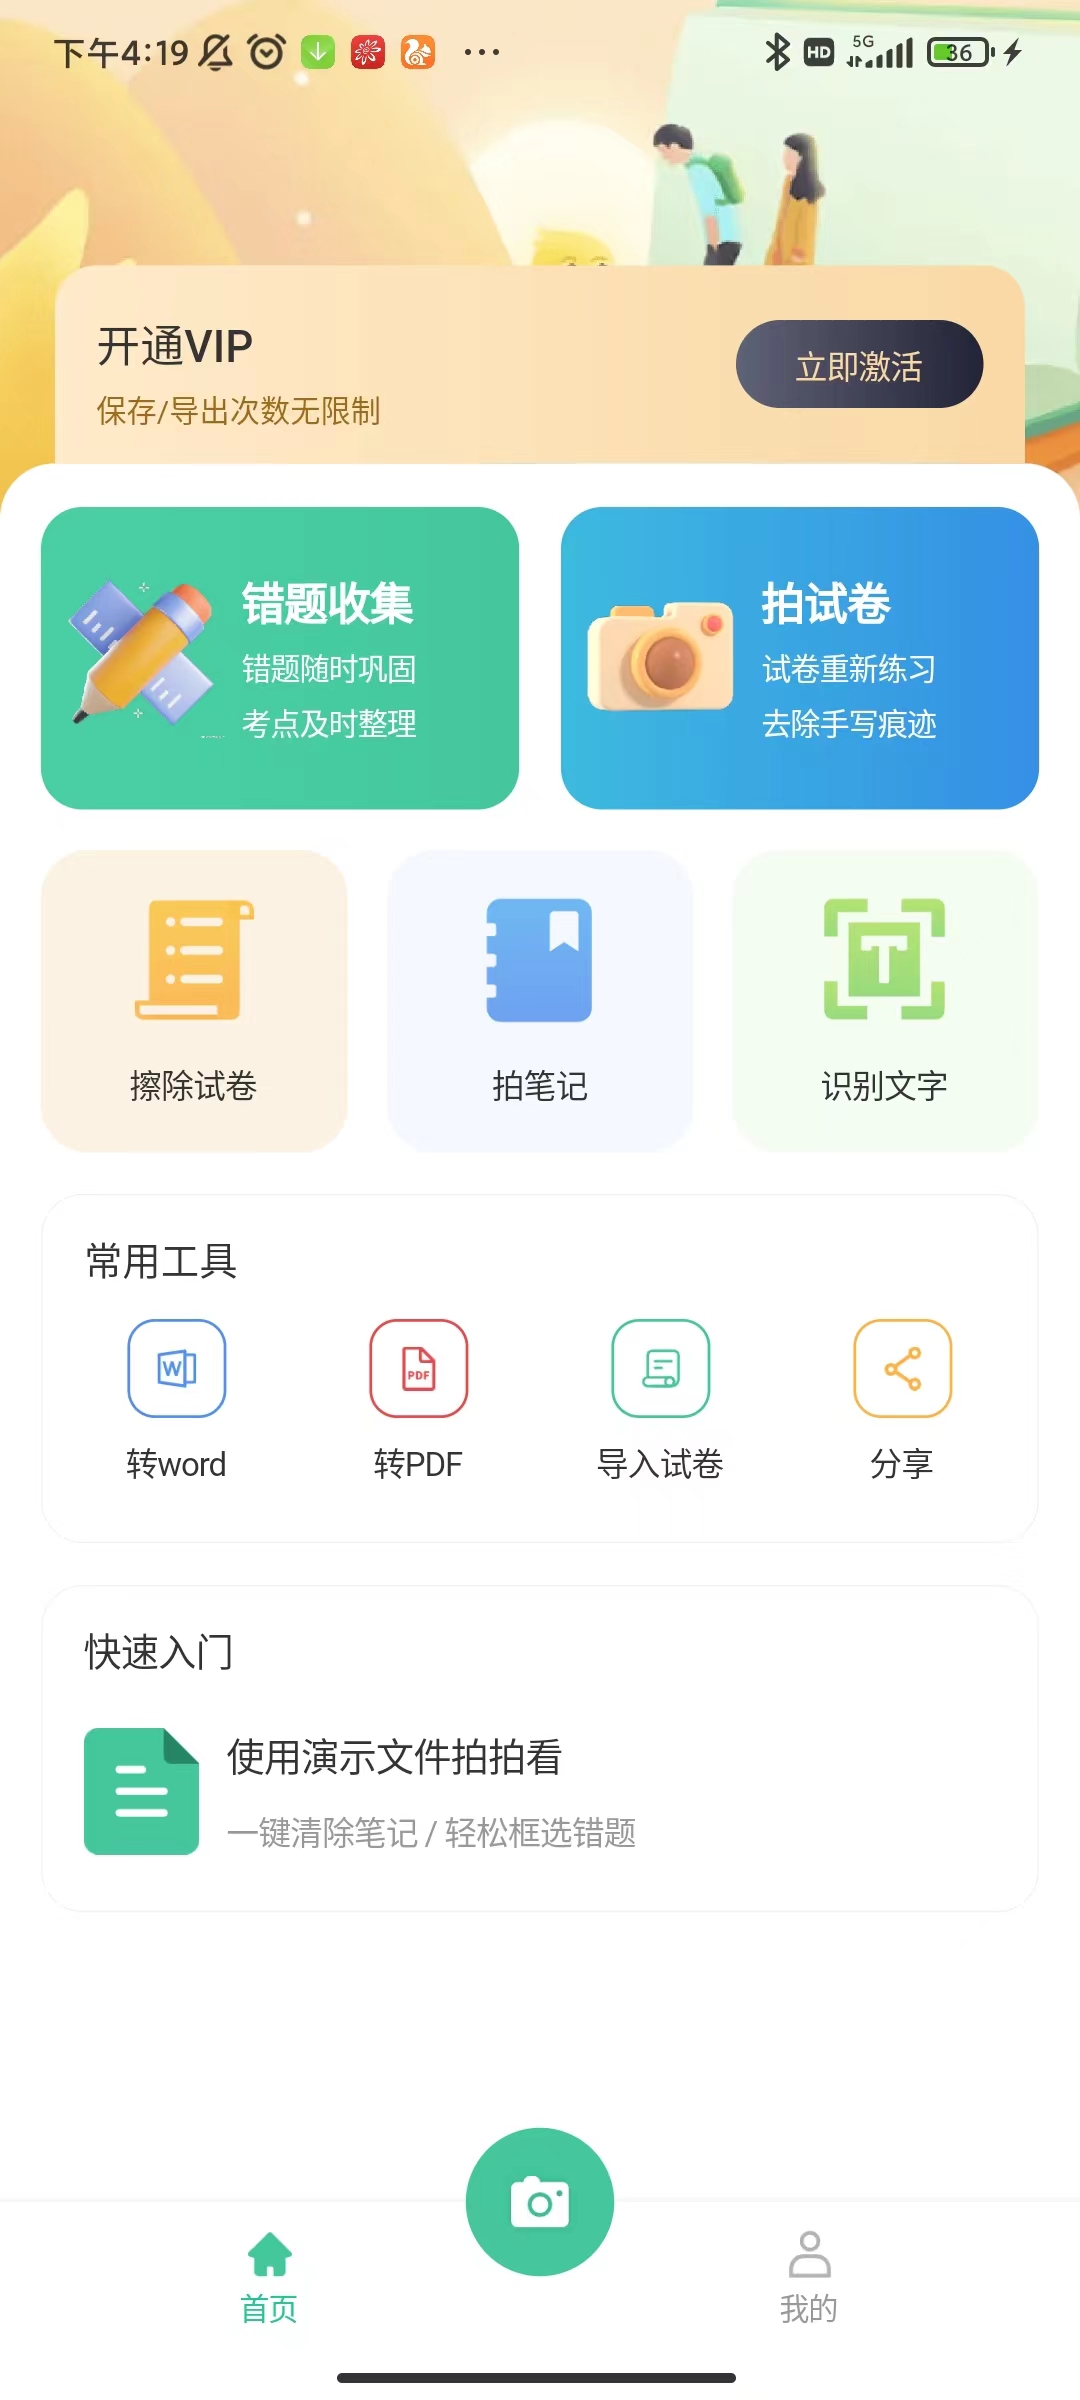 下午4:19
HD
5G
36
开通VIP
保存/导出次数无限制
立即激活
错题收集
错题随时巩固
考点及时整理
拍试卷
试卷重新练习
去除手写痕迹
T
擦除试卷
拍笔记
识别文字
常用工具
W
PDF
转word
转PDF
导入试卷
分享
快速入门
使用演示文件拍拍看
一键清除笔记 / 轻松框选错题
首页
我的